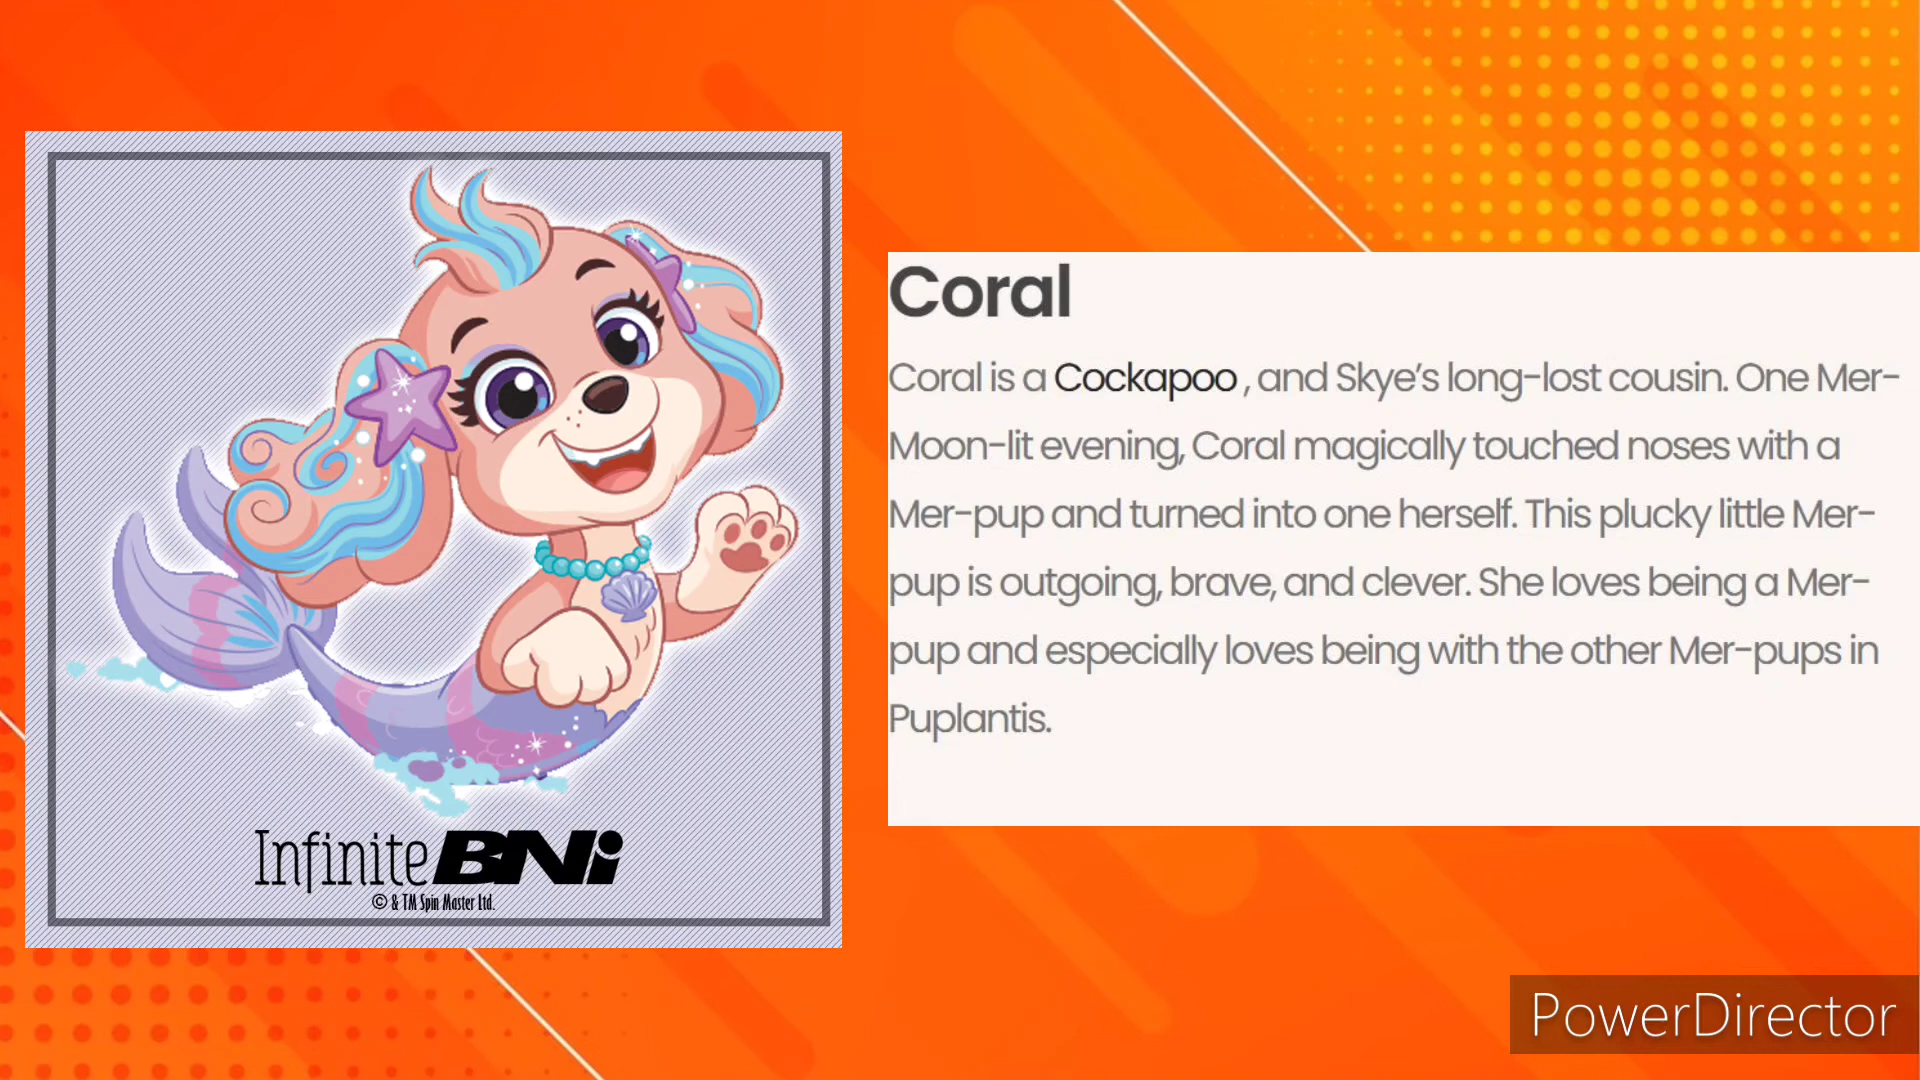 Infinite BNi
© & TM Spin Master Ltd.
Coral
Coral is a Cockapoo , and Skye’s long-lost cousin. One Mer-
Moon-lit evening, Coral magically touched noses with a
Mer-pup and turned into one herself. This plucky little Mer-
pup is outgoing, brave, and clever. She loves being a Mer-
pup and especially loves being with the other Mer-pups in
Puplantis.
PowerDirector